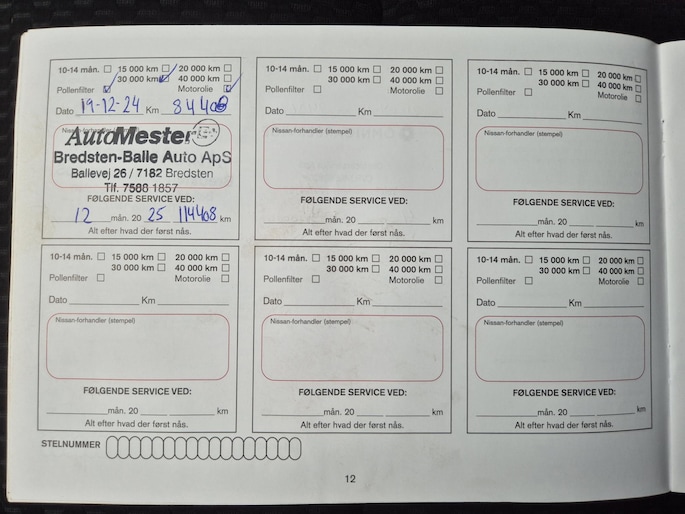 10-14 mån. 15 000 km 20 000 km
30 000 km 40 000 km
Pollenfilter Motorolie
Dato 19-12-24 Km 84408
Nissan-forhandler (stempel)
AutoMester
Bredsten-Balle Auto ApS
Ballevej 26 / 7182 Bredsten
Tlf. 7588 1857
FØLGENDE SERVICE VED:
12 mån. 20 25 114408 km
Alt efter hvad der først nås.
10-14 mån. 15 000 km 20 000 km
30 000 km 40 000 km
Pollenfilter Motorolie
Dato Km
Nissan-forhandler (stempel)
FØLGENDE SERVICE VED:
mån. 20 km
Alt efter hvad der først nås.
10-14 mån. 15 000 km 20 000 km
30 000 km 40 000 km
Pollenfilter Motorolie
Dato Km
Nissan-forhandler (stempel)
FØLGENDE SERVICE VED:
mån. 20 km
Alt efter hvad der først nås.
10-14 mån. 15 000 km 20 000 km
30 000 km 40 000 km
Pollenfilter Motorolie
Dato Km
Nissan-forhandler (stempel)
FØLGENDE SERVICE VED:
mån. 20 km
Alt efter hvad der først nås.
10-14 mån. 15 000 km 20 000 km
30 000 km 40 000 km
Pollenfilter Motorolie
Dato Km
Nissan-forhandler (stempel)
FØLGENDE SERVICE VED:
mån. 20 km
Alt efter hvad der først nås.
10-14 mån. 15 000 km 20 000 km
30 000 km 40 000 km
Pollenfilter Motorolie
Dato Km
Nissan-forhandler (stempel)
FØLGENDE SERVICE VED:
mån. 20 km
Alt efter hvad der først nås.
STELNUMMER
12